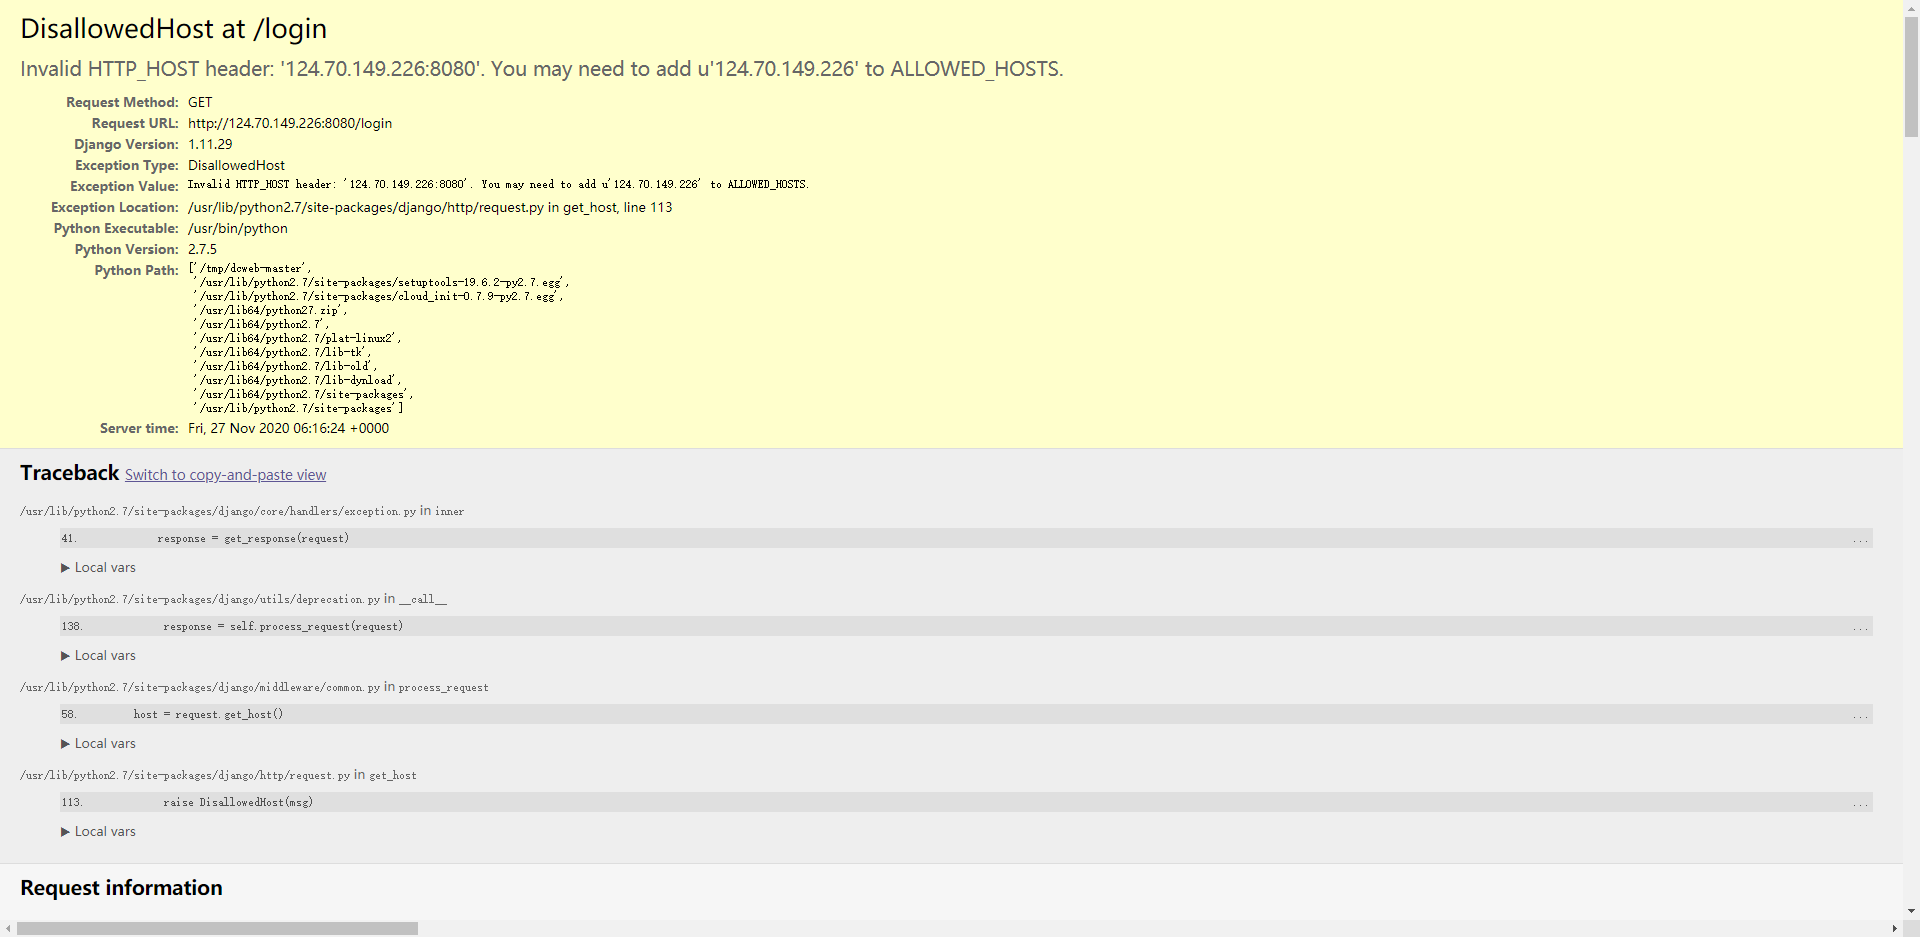 DisallowedHost at /login
Invalid HTTP_HOST header: '124.70.149.226:8080'. You may need to add u'124.70.149.226' to ALLOWED_HOSTS.
Request Method: GET
Request URL: http://124.70.149.226:8080/login
Django Version: 1.11.29
Exception Type: DisallowedHost
Exception Value: Invalid HTTP_HOST header: '124.70.149.226:8080'. You may need to add u'124.70.149.226' to ALLOWED_HOSTS.
Exception Location: /usr/lib/python2.7/site-packages/django/http/request.py in get_host, line 113
Python Executable: /usr/bin/python
Python Version: 2.7.5
Python Path: ['/tmp/dcweb-master',
'/usr/lib/python2.7/site-packages/setuptools-19.6.2-py2.7.egg',
'/usr/lib/python2.7/site-packages/cloud_init-0.7.9-py2.7.egg',
'/usr/lib64/python27.zip',
'/usr/lib64/python2.7',
'/usr/lib64/python2.7/plat-linux2',
'/usr/lib64/python2.7/lib-tk',
'/usr/lib64/python2.7/lib-old',
'/usr/lib64/python2.7/lib-dynload',
'/usr/lib64/python2.7/site-packages',
'/usr/lib/python2.7/site-packages']
Server time: Fri, 27 Nov 2020 06:16:24 +0000
Traceback Switch to copy-and-paste view
/usr/lib/python2.7/site-packages/django/core/handlers/exception.py in inner
41. response = get_response(request) ...
▶ Local vars
/usr/lib/python2.7/site-packages/django/utils/deprecation.py in __call__
138. response = self.process_request(request) ...
▶ Local vars
/usr/lib/python2.7/site-packages/django/middleware/common.py in process_request
58. host = request.get_host() ...
▶ Local vars
/usr/lib/python2.7/site-packages/django/http/request.py in get_host
113. raise DisallowedHost(msg) ...
▶ Local vars
Request information